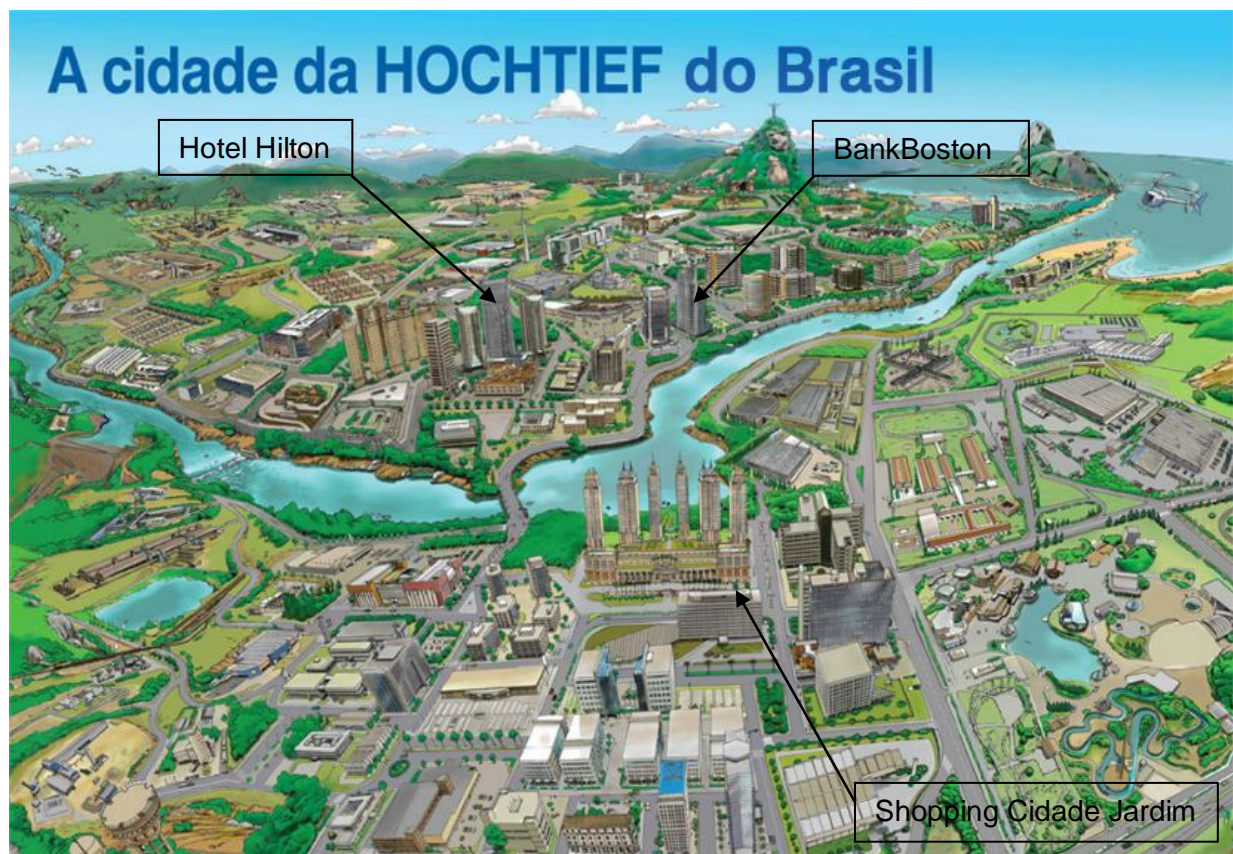 A cidade da HOCHTIEF do Brasil
Hotel Hilton
BankBoston
Shopping Cidade Jardim